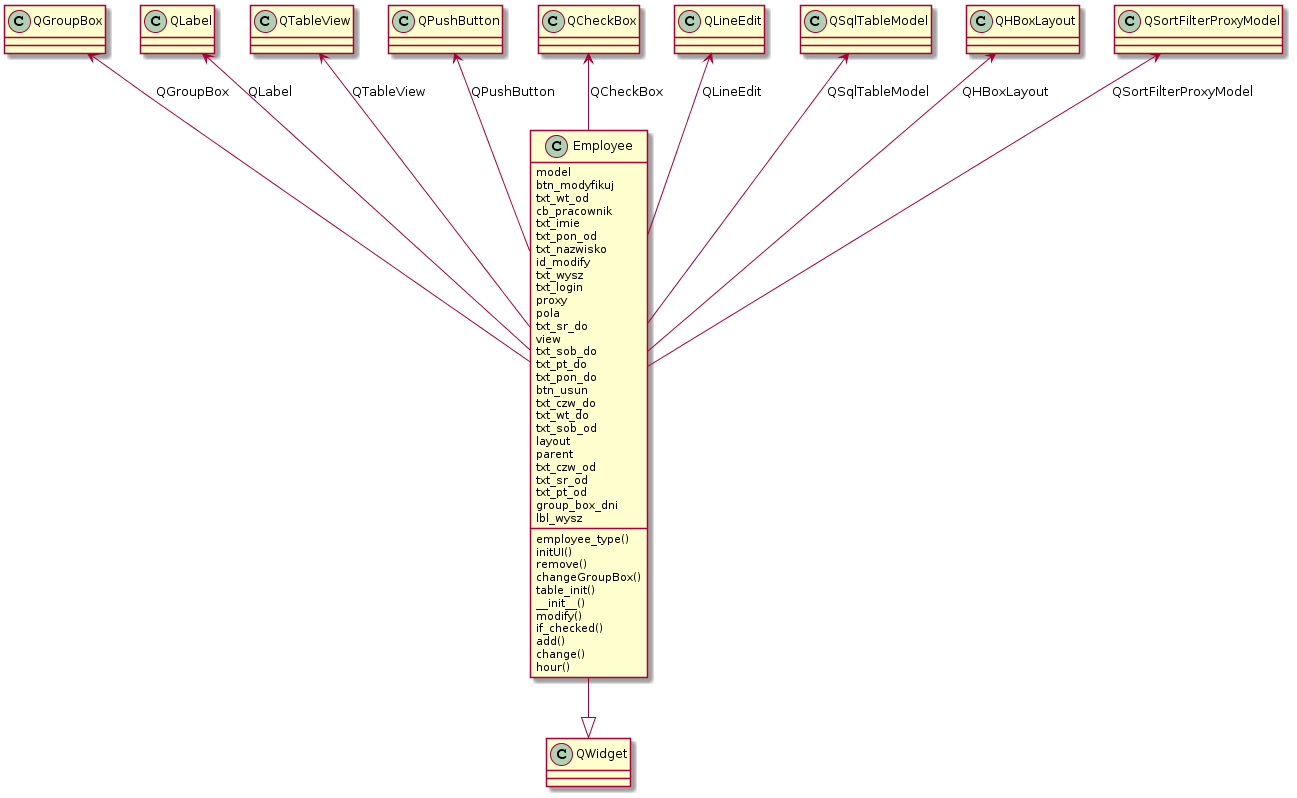 C QGroupBox
C QLabel
C QTableView
C QPushButton
C QCheckBox
C QLineEdit
C QSqlTableModel
C QHBoxLayout
C QSortFilterProxyModel
QGroupBox
QLabel
QTableView
QPushButton
QCheckBox
QLineEdit
QSqlTableModel
QHBoxLayout
QSortFilterProxyModel
C Employee
model
btn_modyfikuj
txt_wt_od
cb_pracownik
txt_imie
txt_pon_od
txt_nazwisko
id_modify
txt_wysz
txt_login
proxy
pola
txt_sr_do
view
txt_sob_do
txt_pt_do
txt_pon_do
btn_usun
txt_czw_do
txt_wt_do
txt_sob_od
layout
parent
txt_czw_od
txt_sr_od
txt_pt_od
group_box_dni
lbl_wysz
employee_type()
initUI()
remove()
changeGroupBox()
table_init()
__init__()
modify()
if_checked()
add()
change()
hour()
C QWidget